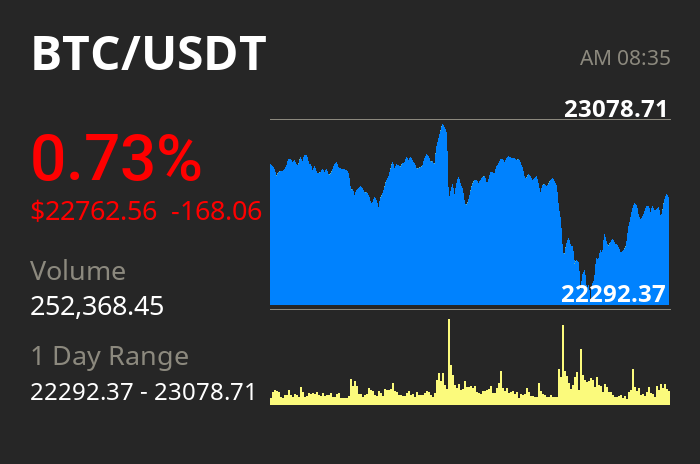 BTC/USDT
AM 08:35
23078.71
0.73%
$22762.56 -168.06
Volume
252,368.45
22292.37
1 Day Range
22292.37 - 23078.71